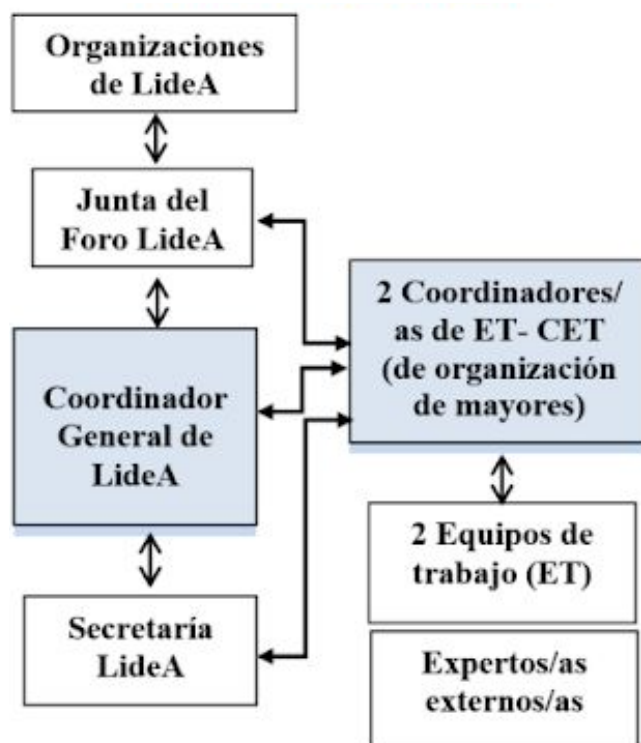 Organizaciones
de LideA
Junta del
Foro LideA
2 Coordinadores/
as de ET- CET
(de organización
de mayores)
Coordinador
General de
LideA
2 Equipos de
trabajo (ET)
Secretaría
LideA
Expertos/as
externos/as